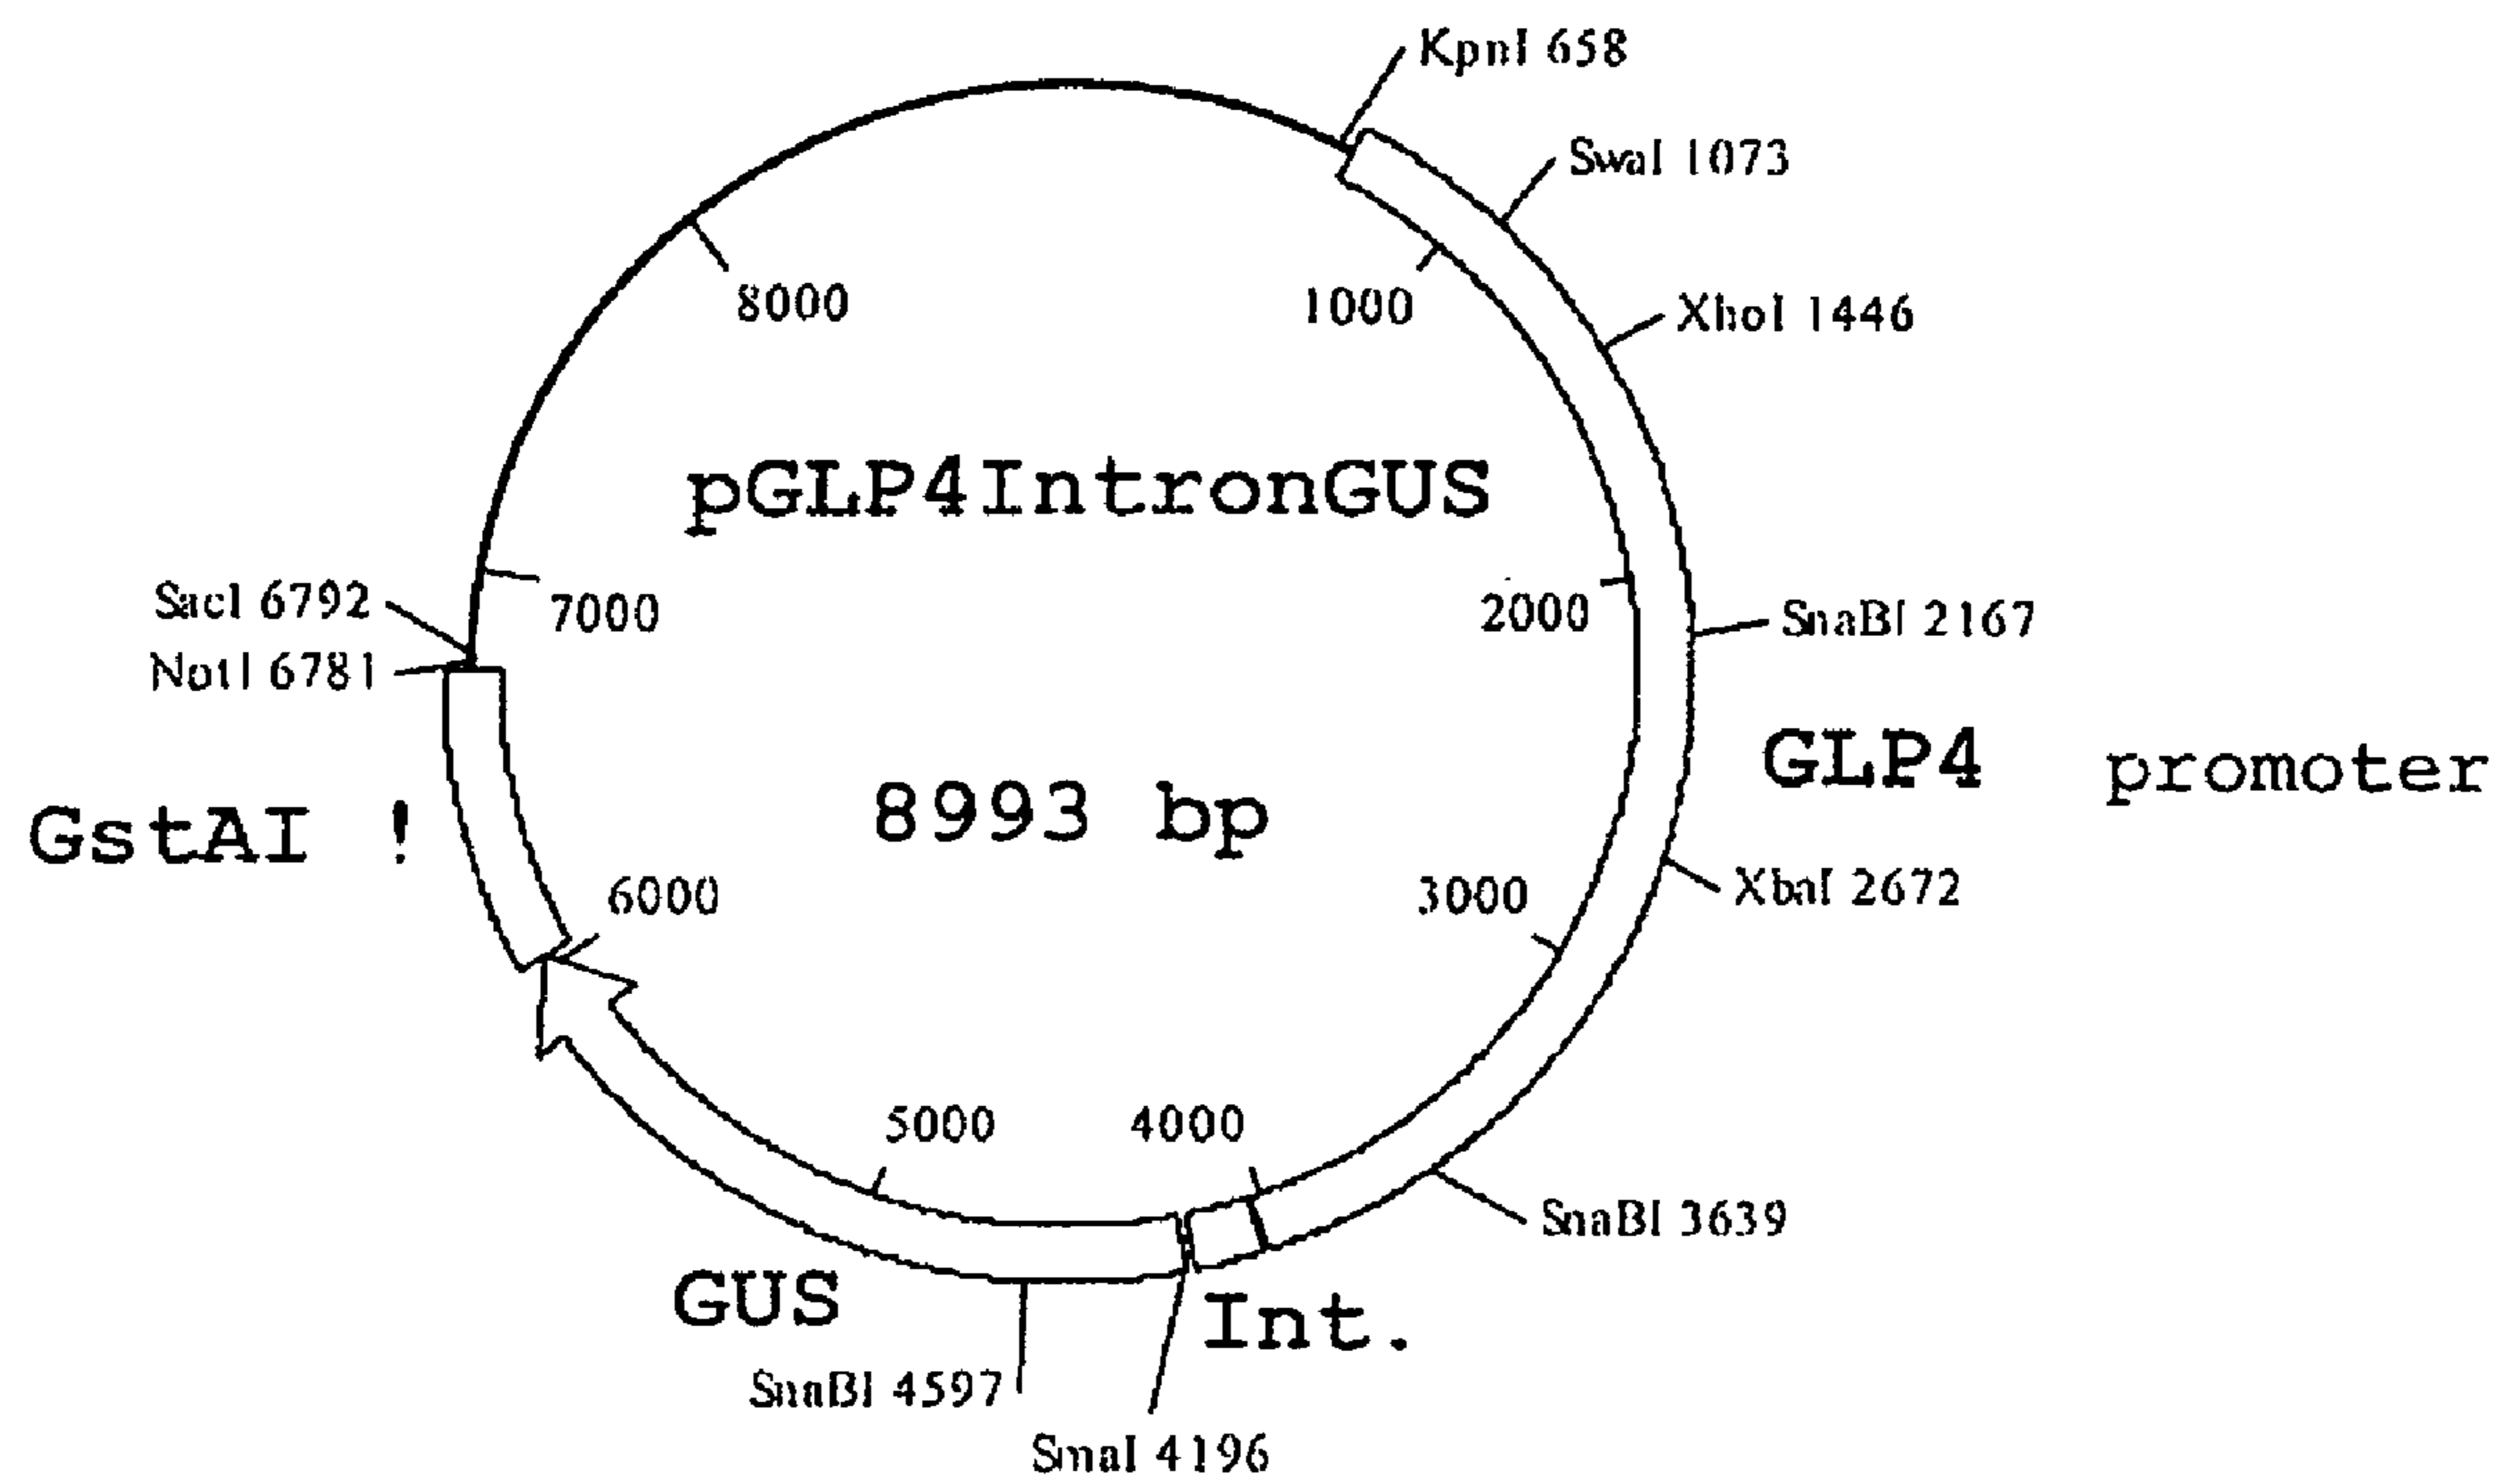 KpnI 658
SwaI 1073
8000
1000
XhoI 1446
pGLP4IntronGUS
SacI 6792
7000
2000
SnaBI 2167
NotI 6781
GLP4 promoter
GstAI !
8993 bp
6000
3000
XbaI 2672
5000
4000
SnaBI 3639
GUS
Int.
SnaBI 4597
SmaI 4196